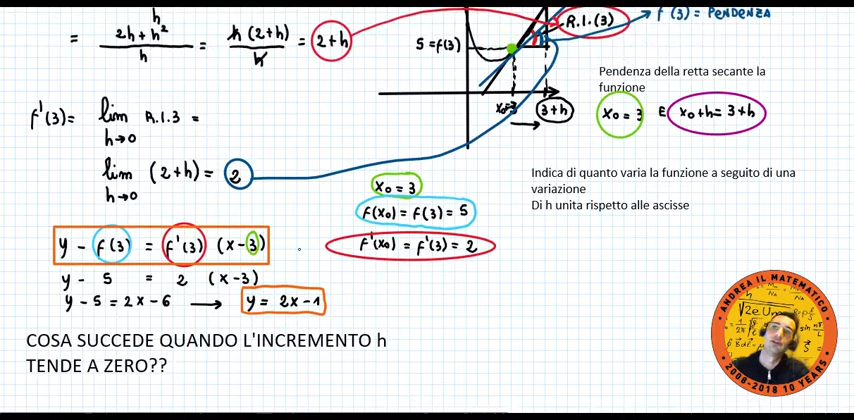 = 2h + h² / h = h (2+h) / h = 2+h
h
R.I.(3)
f'(3) = PENDENZA
5 = f(3)
x₀=3
3+h
Pendenza della retta secante la
funzione
x₀ = 3 E x₀+h = 3+h
f'(3) = lim R.I.3 =
h→0
lim (2+h) = 2
h→0
Indica di quanto varia la funzione a seguito di una
variazione
Di h unita rispetto alle ascisse
x₀ = 3
f(x₀) = f(3) = 5
f'(x₀) = f'(3) = 2
y - f(3) = f'(3) (x-3)
y - 5 = 2 (x-3)
y - 5 = 2x - 6 → y = 2x - 1
COSA SUCCEDE QUANDO L'INCREMENTO h
TENDE A ZERO??
ANDREA IL MATEMATICO
2008-2018 10 YEARS